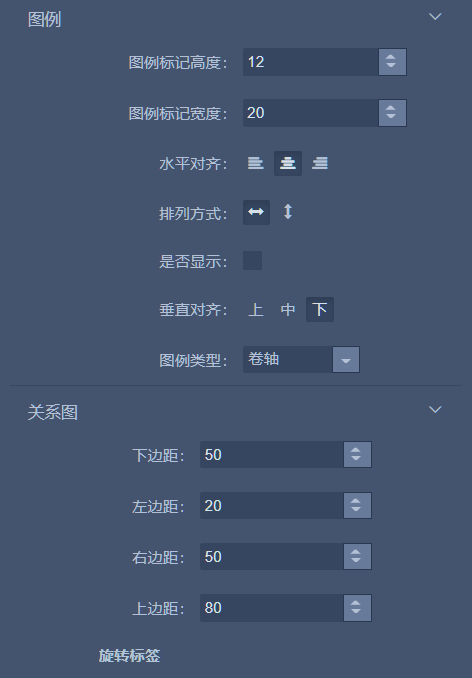 图例
图例标记高度： 12
图例标记宽度： 20
水平对齐：
排列方式：
是否显示：
垂直对齐： 上 中 下
图例类型： 卷轴
关系图
下边距： 50
左边距： 20
右边距： 50
上边距： 80
旋转标签